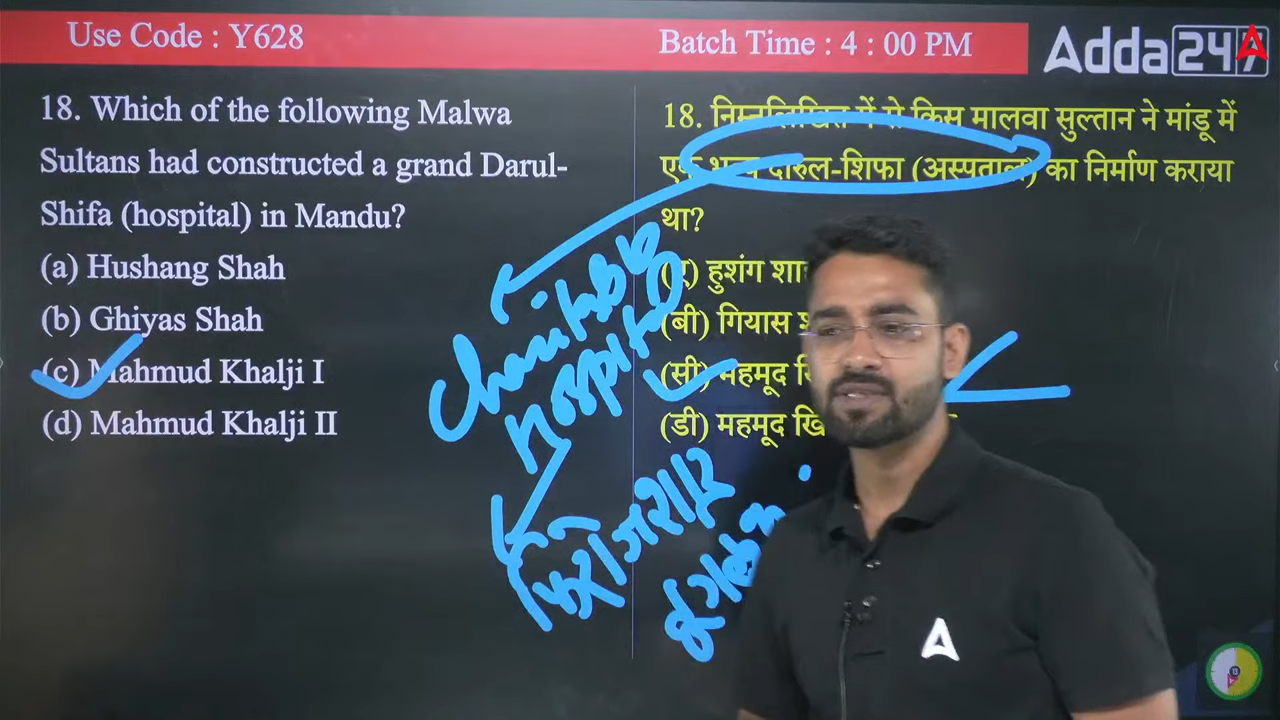 Use Code : Y628
Batch Time : 4 : 00 PM
Adda247
18. Which of the following Malwa
Sultans had constructed a grand Darul-
Shifa (hospital) in Mandu?
(a) Hushang Shah
(b) Ghiyas Shah
(c) Mahmud Khalji I
(d) Mahmud Khalji II
18. निम्नलिखित में से किस मालवा सुल्तान ने मांडू में
एक भव्य दारुल-शिफा (अस्पताल) का निर्माण कराया
था?
(ए) हुशंग
(बी) गियास
(सी) महमूद
(डी) महमूद
hospital
फिरोजशाह
तुगलक